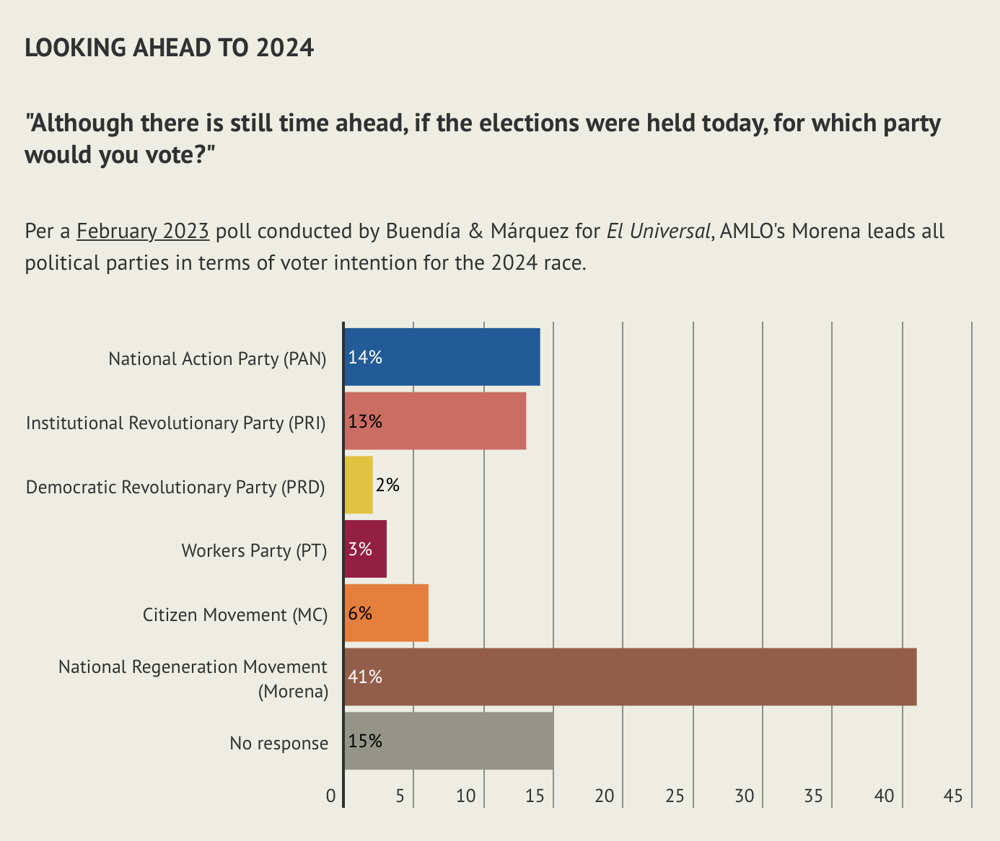 LOOKING AHEAD TO 2024
"Although there is still time ahead, if the elections were held today, for which party
would you vote?"
Per a February 2023 poll conducted by Buendía & Márquez for El Universal, AMLO's Morena leads all
political parties in terms of voter intention for the 2024 race.
National Action Party (PAN) 14%
Institutional Revolutionary Party (PRI) 13%
Democratic Revolutionary Party (PRD) 2%
Workers Party (PT) 3%
Citizen Movement (MC) 6%
National Regeneration Movement
(Morena) 41%
No response 15%
0 5 10 15 20 25 30 35 40 45